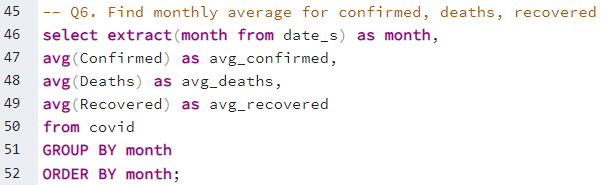 45 -- Q6. Find monthly average for confirmed, deaths, recovered
46 select extract(month from date_s) as month,
47 avg(Confirmed) as avg_confirmed,
48 avg(Deaths) as avg_deaths,
49 avg(Recovered) as avg_recovered
50 from covid
51 GROUP BY month
52 ORDER BY month;